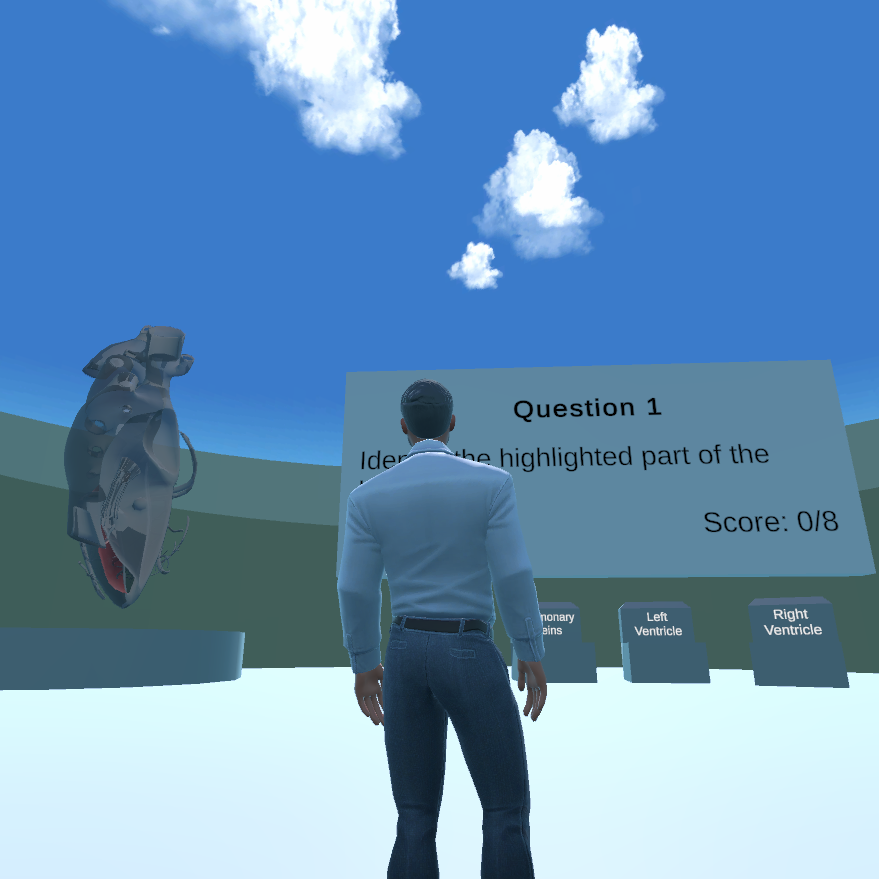 Question 1
the highlighted part of the
Score: 0/8
Left
Ventricle
Right
Ventricle